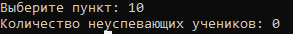 Выберите пункт: 10
Количество неуспевающих учеников: 0